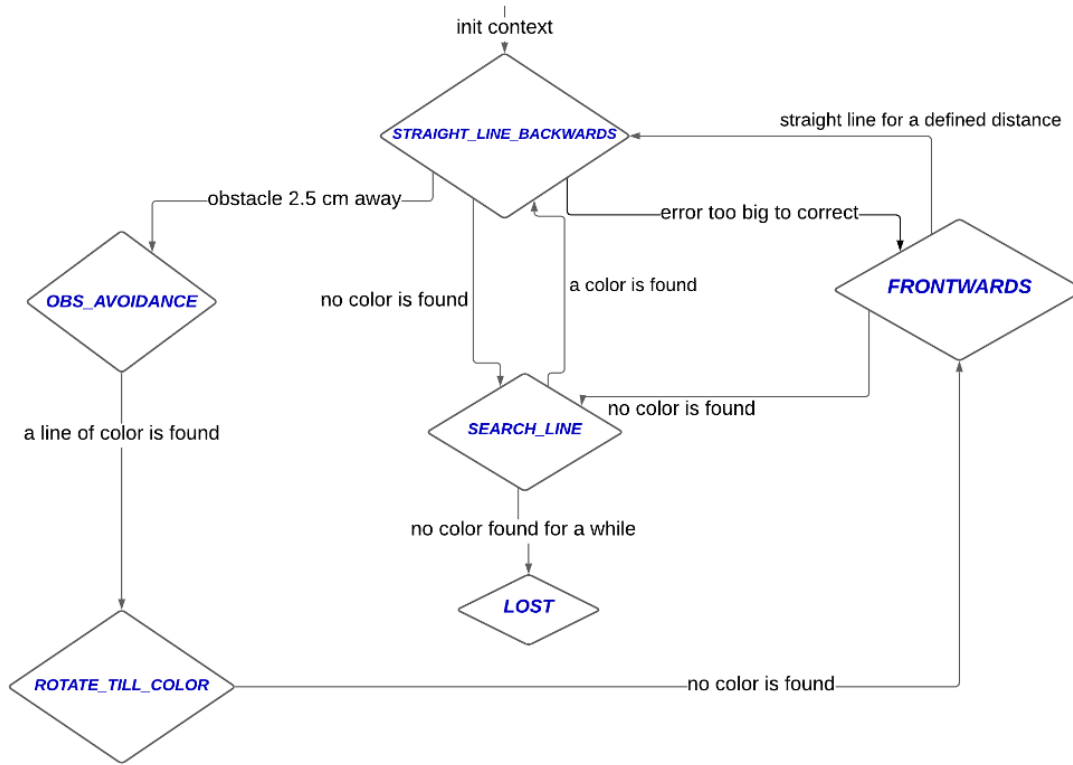 init context
straight line for a defined distance
STRAIGHT_LINE_BACKWARDS
obstacle 2.5 cm away
error too big to correct
OBS_AVOIDANCE
no color is found
a color is found
FRONTWARDS
no color is found
a line of color is found
SEARCH_LINE
no color found for a while
LOST
ROTATE_TILL_COLOR
no color is found